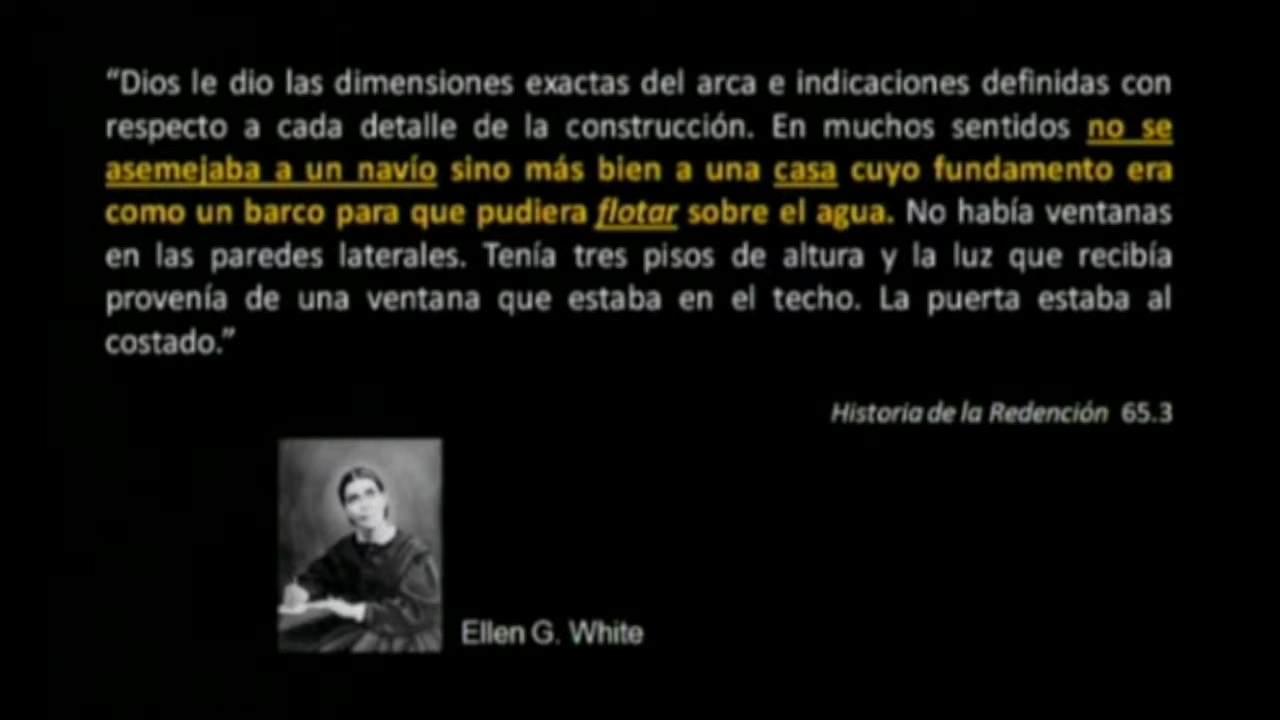 “Dios le dio las dimensiones exactas del arca e indicaciones definidas con
respecto a cada detalle de la construcción. En muchos sentidos no se
asemejaba a un navío sino más bien a una casa cuyo fundamento era
como un barco para que pudiera flotar sobre el agua. No había ventanas
en las paredes laterales. Tenía tres pisos de altura y la luz que recibía
provenía de una ventana que estaba en el techo. La puerta estaba al
costado.”
Historia de la Redención 65.3
Ellen G. White